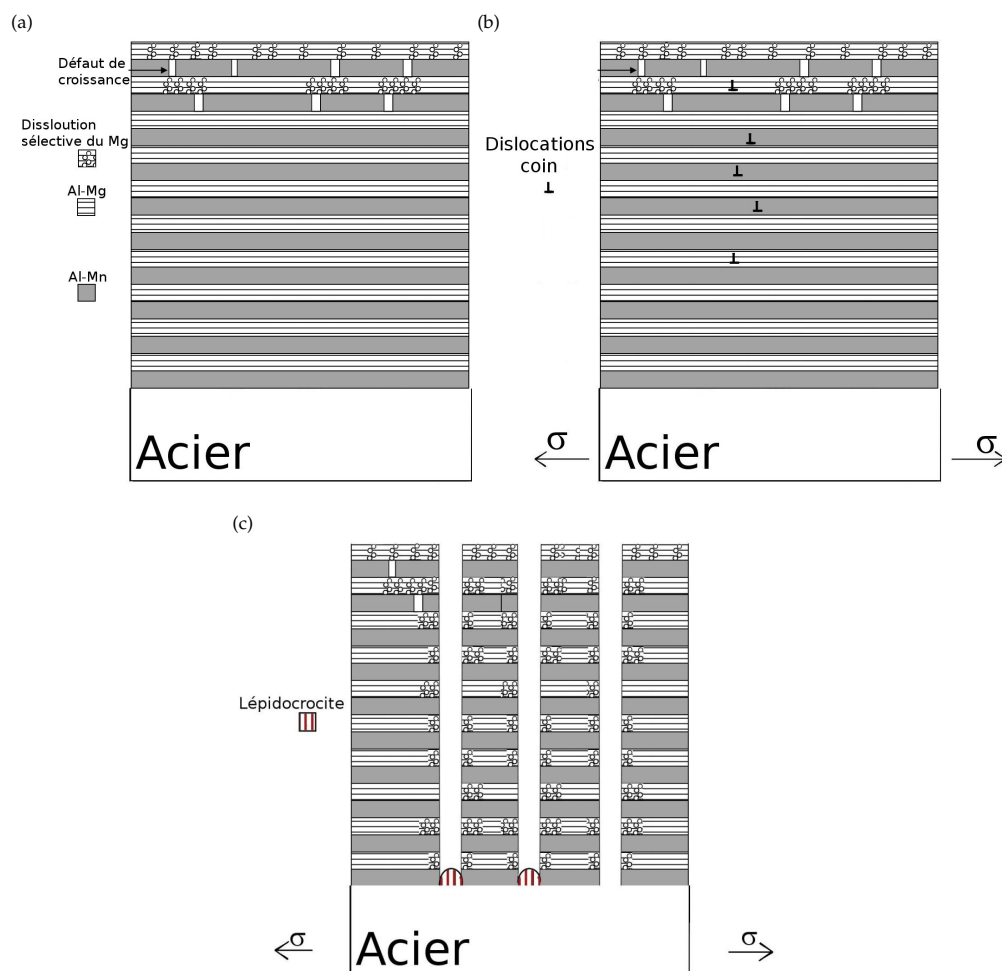 (a)
(b)
Défaut de
croissance
Dissloution
sélective du Mg
Al-Mg
Al-Mn
Acier
Dislocations
coin
σ
Acier
σ
(c)
Lépidocrocite
σ
Acier
σ